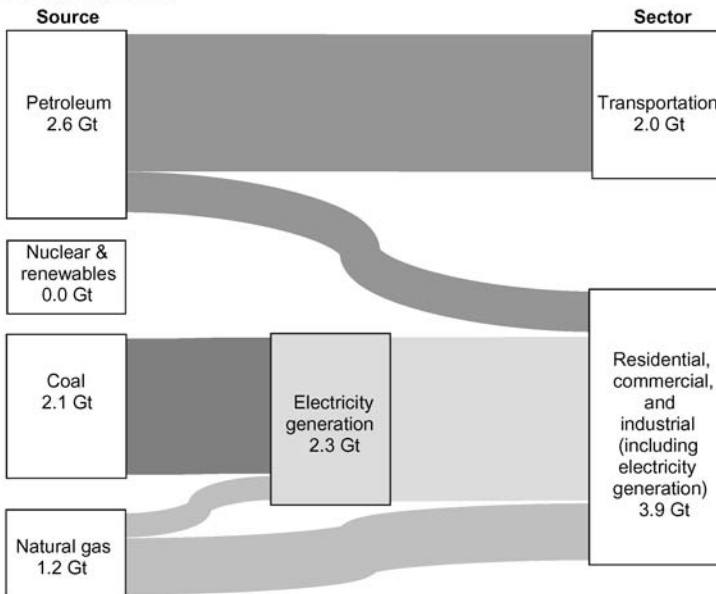 Source
Sector
Petroleum
2.6 Gt
Transportation
2.0 Gt
Nuclear &
renewables
0.0 Gt
Coal
2.1 Gt
Electricity
generation
2.3 Gt
Residential,
commercial,
and
industrial
(including
electricity
generation)
3.9 Gt
Natural gas
1.2 Gt